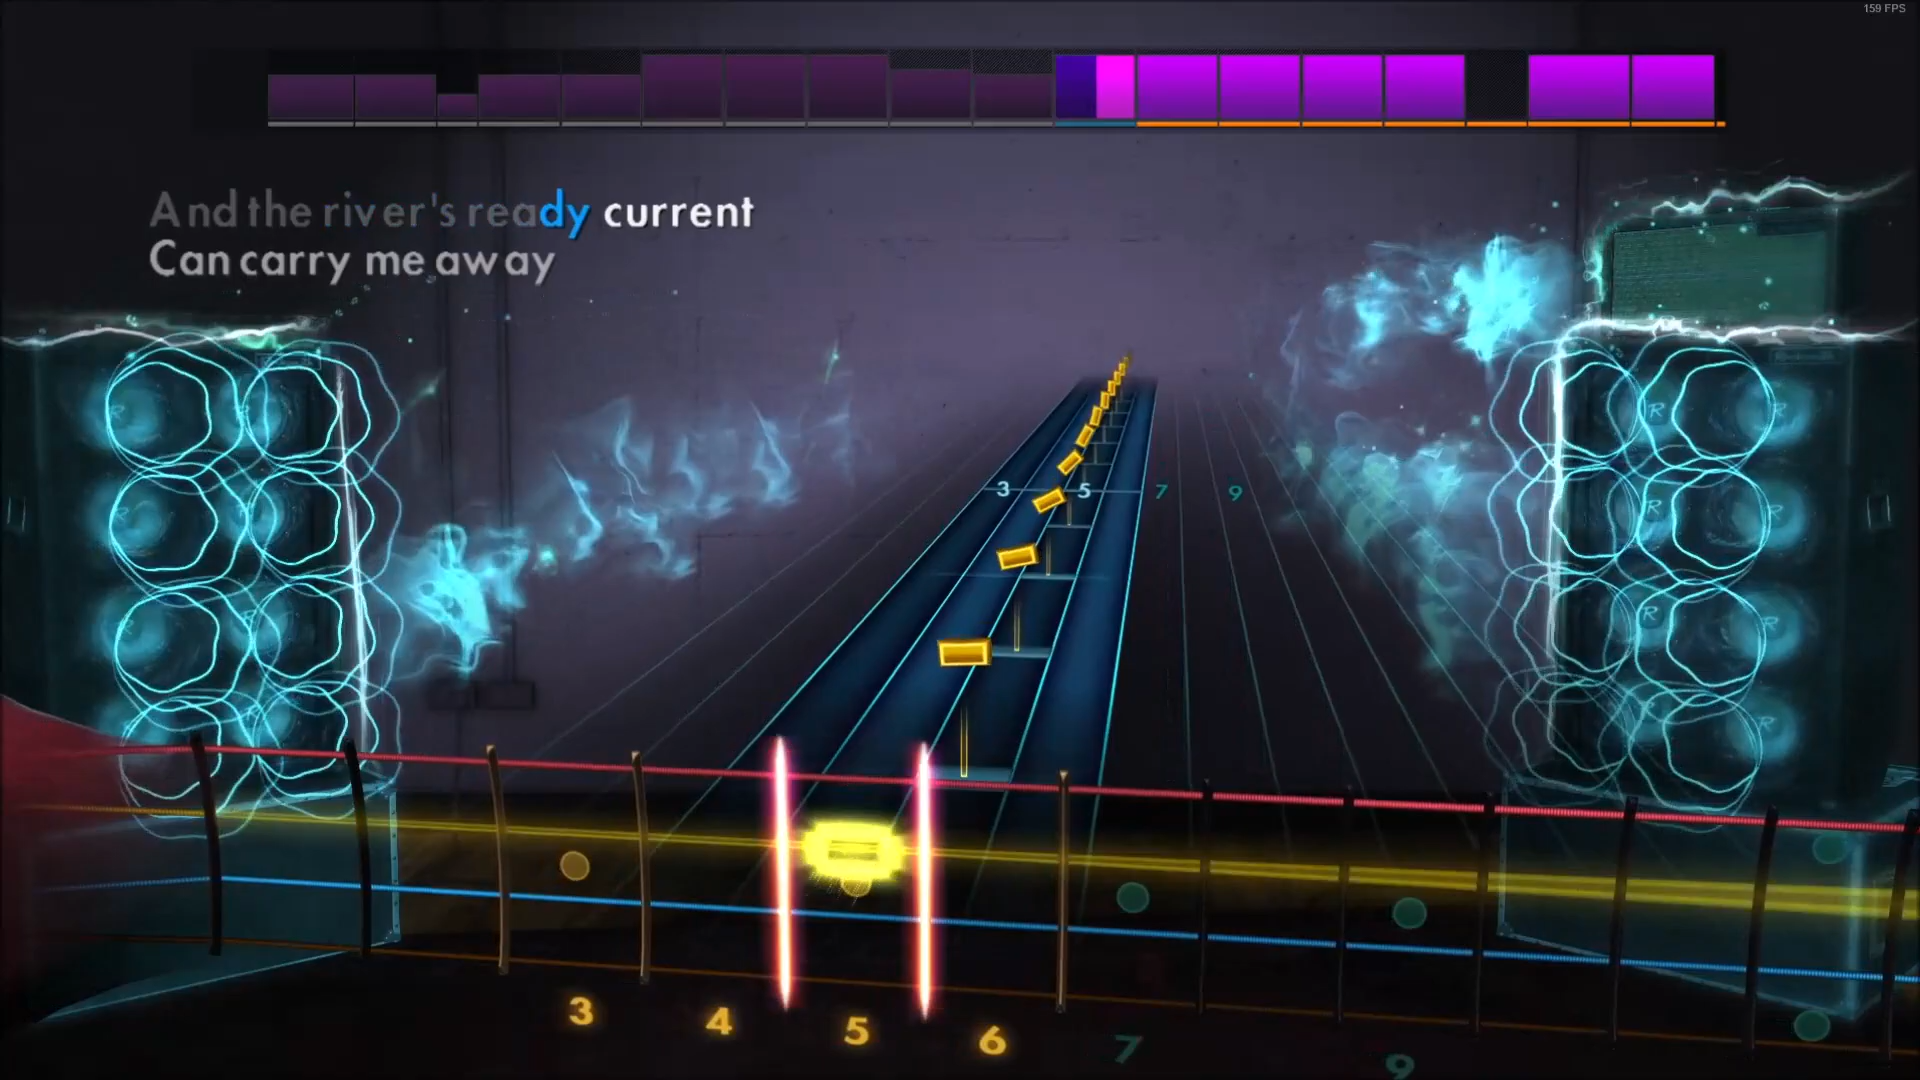 159 FPS
And the river's ready current
Can carry me away
3 5 7 9
3 4 5 6 7 9